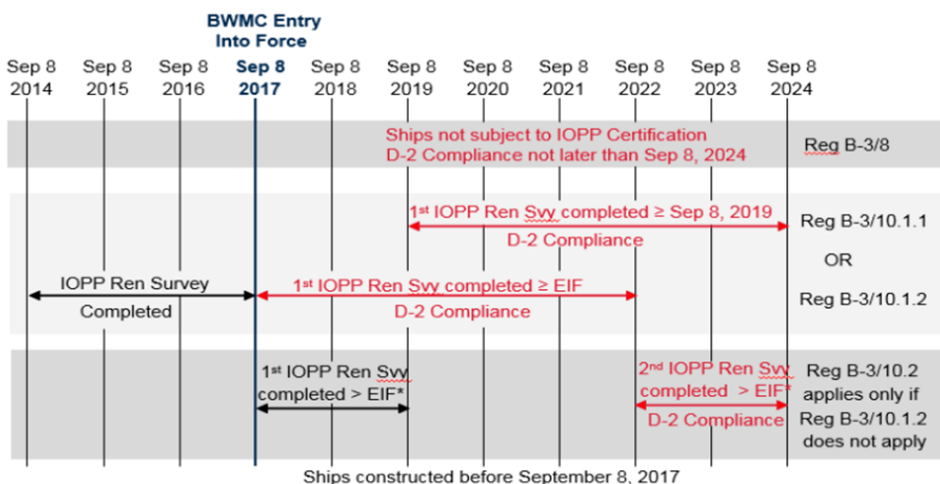 BWMC Entry
Into Force
Sep 8 Sep 8 Sep 8 Sep 8 Sep 8 Sep 8 Sep 8 Sep 8 Sep 8 Sep 8 Sep 8
2014 2015 2016 2017 2018 2019 2020 2021 2022 2023 2024
Ships not subject to IOPP Certification
D-2 Compliance not later than Sep 8, 2024
Reg B-3/8
1st IOPP Ren Svy completed ≥ Sep 8, 2019
D-2 Compliance
Reg B-3/10.1.1
OR
Reg B-3/10.1.2
IOPP Ren Survey
Completed
1st IOPP Ren Svy completed ≥ EIF
D-2 Compliance
1st IOPP Ren Svy
completed > EIF*
2nd IOPP Ren Svy
completed > EIF*
D-2 Compliance
Reg B-3/10.2
applies only if
Reg B-3/10.1.2
does not apply
Ships constructed before September 8, 2017